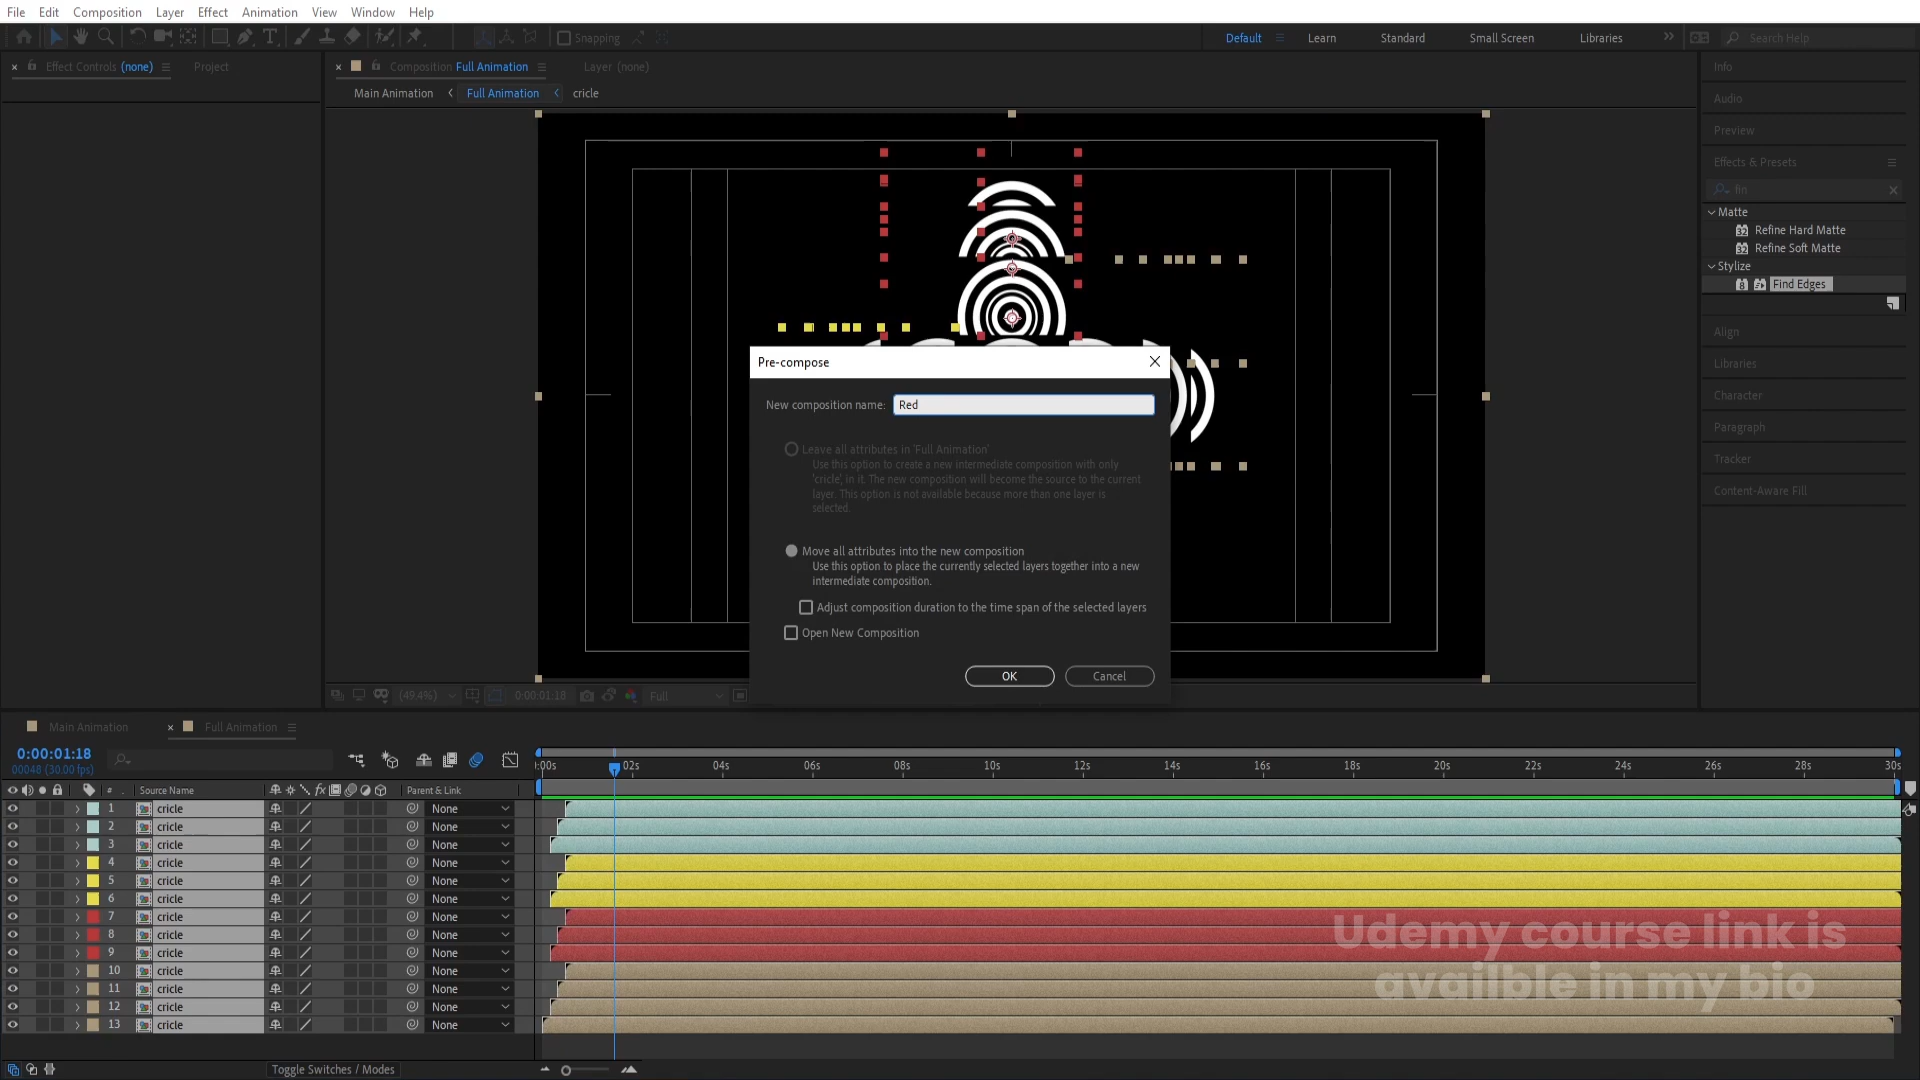 File Edit Composition Layer Effect Animation View Window Help
Snapping Default Learn Standard Small Screen Libraries Search Help
Effect Controls (none) Project
Composition Full Animation Layer (none)
Main Animation Full Animation cricle
Info
Audio
Preview
Effects & Presets
fin
Matte
32 Refine Hard Matte
32 Refine Soft Matte
Stylize
8 Find Edges
Align
Libraries
Character
Paragraph
Tracker
Content-Aware Fill
Pre-compose
New composition name: Red
Leave all attributes in 'Full Animation'
Use this option to create a new intermediate composition with only
'cricle', in it. The new composition will become the source to the current
layer. This option is not available because more than one layer is
selected.
Move all attributes into the new composition
Use this option to place the currently selected layers together into a new
intermediate composition.
Adjust composition duration to the time span of the selected layers
Open New Composition
OK Cancel
(49.4%) 0:00:01:18 Full
Main Animation Full Animation
0:00:01:18
00048 (30.00 fps)
:00s 02s 04s 06s 08s 10s 12s 14s 16s 18s 20s 22s 24s 26s 28s 30s
# . Source Name fx Parent & Link
1 cricle None
2 cricle None
3 cricle None
4 cricle None
5 cricle None
6 cricle None
7 cricle None
8 cricle None
9 cricle None
10 cricle None
11 cricle None
12 cricle None
13 cricle None
Udemy course link is
availble in my bio
Toggle Switches / Modes